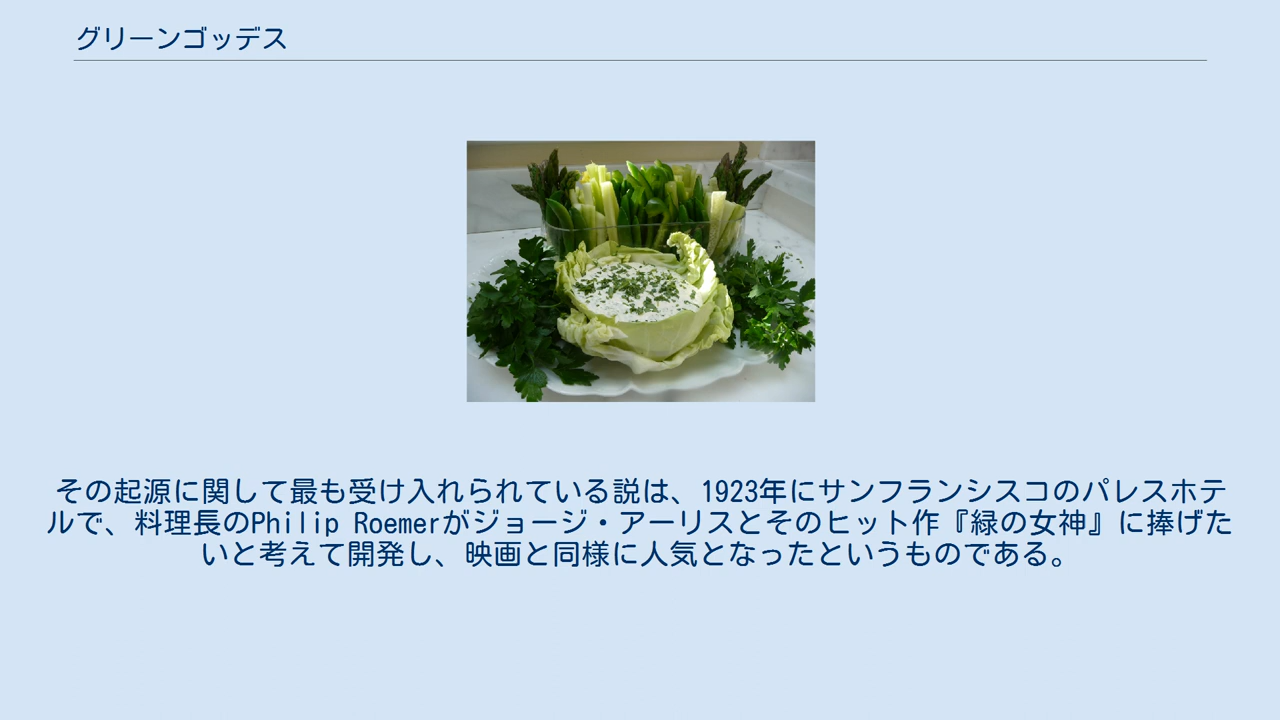 グリーンゴッデス
その起源に関して最も受け入れられている説は、1923年にサンフランシスコのパレスホテ
ルで、料理長のPhilip Roemerがジョージ・アーリスとそのヒット作『緑の女神』に捧げた
いと考えて開発し、映画と同様に人気となったというものである。